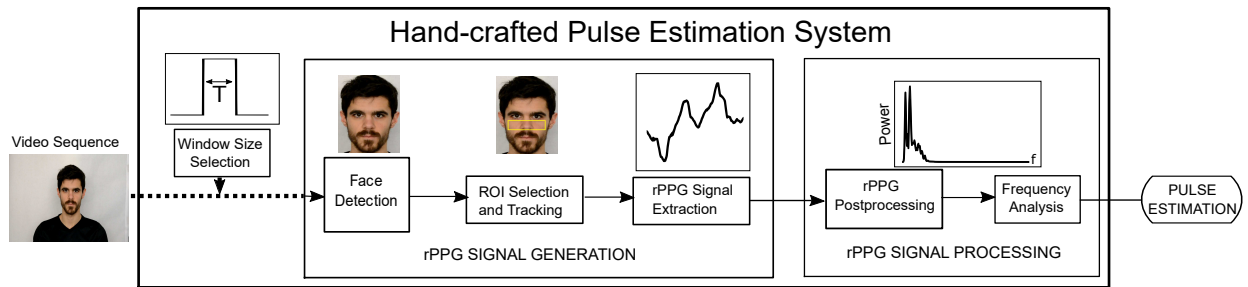 Hand-crafted Pulse Estimation System
T
Video Sequence
Window Size
Selection
Face
Detection
ROI Selection
and Tracking
rPPG Signal
Extraction
rPPG SIGNAL GENERATION
Power
f
rPPG
Postprocessing
Frequency
Analysis
rPPG SIGNAL PROCESSING
PULSE
ESTIMATION